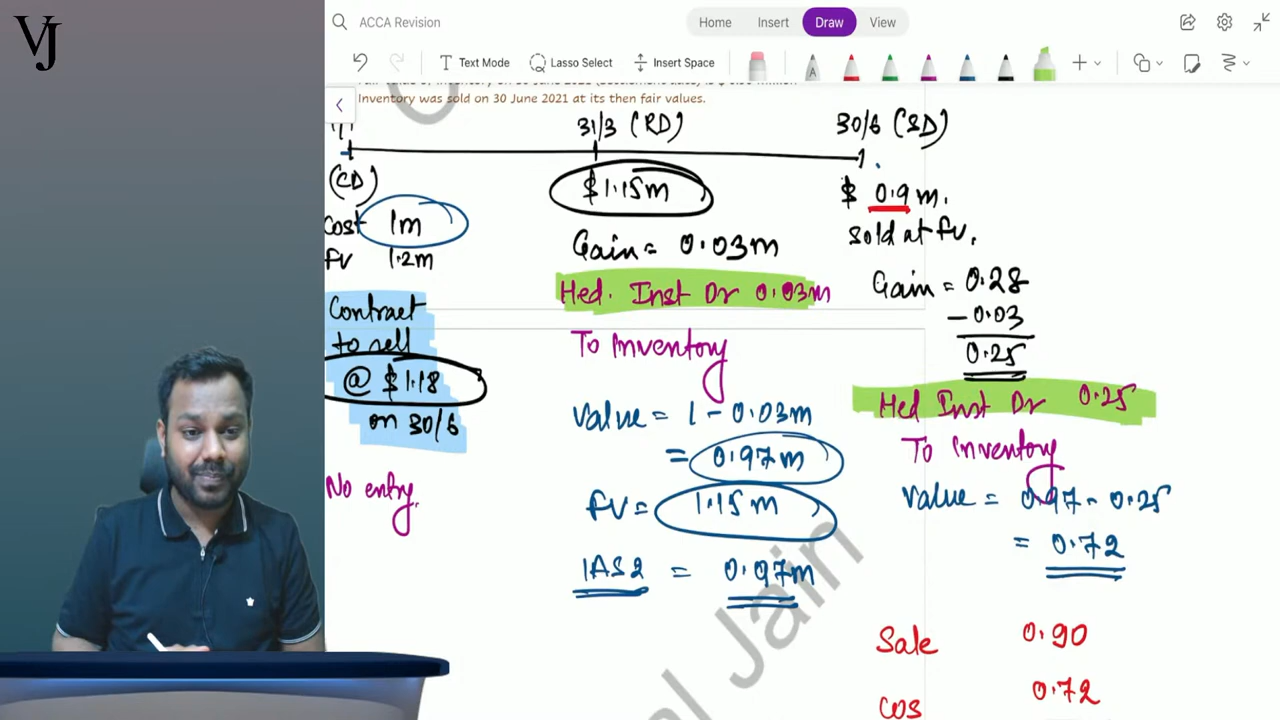 VJ
ACCA Revision
Home Insert Draw View
Text Mode Lasso Select Insert Space
Inventory was sold on 30 June 2021 at its then fair values.
31/3 (RD)
30/6 (SD)
(CD)
Cost 1m
fv 1.2m
Contract
to sell
@ $1.18
on 30/6
No entry.
$1.15m
Gain = 0.03m
Hed. Inst Dr 0.03m
To Inventory
Value = 1 - 0.03m
= 0.97m
FV = 1.15m
IAS2 = 0.97m
$ 0.9m.
sold at fv.
Gain = 0.28
- 0.03
0.25
Hed Inst Dr 0.25
To Inventory
Value = 0.97 - 0.25
= 0.72
Sale 0.90
COS 0.72
Jain